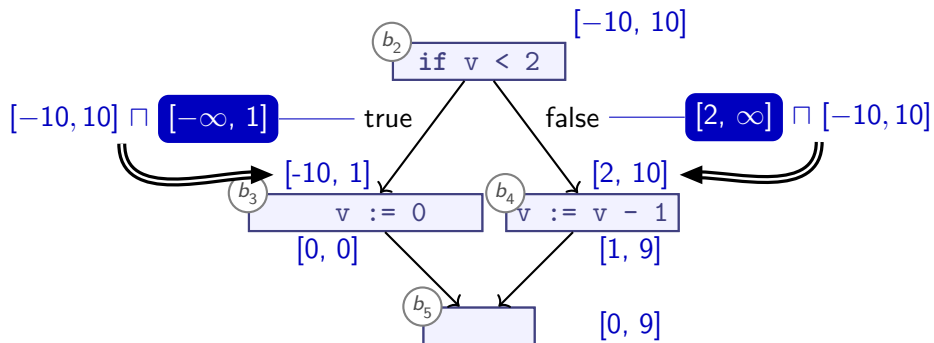 [−10, 10]
b2
if v < 2
[−10, 10] ⊓ [−∞, 1]
true
false
[2, ∞] ⊓ [−10, 10]
[-10, 1]
[2, 10]
b3
v := 0
b4
v := v - 1
[0, 0]
[1, 9]
b5
[0, 9]